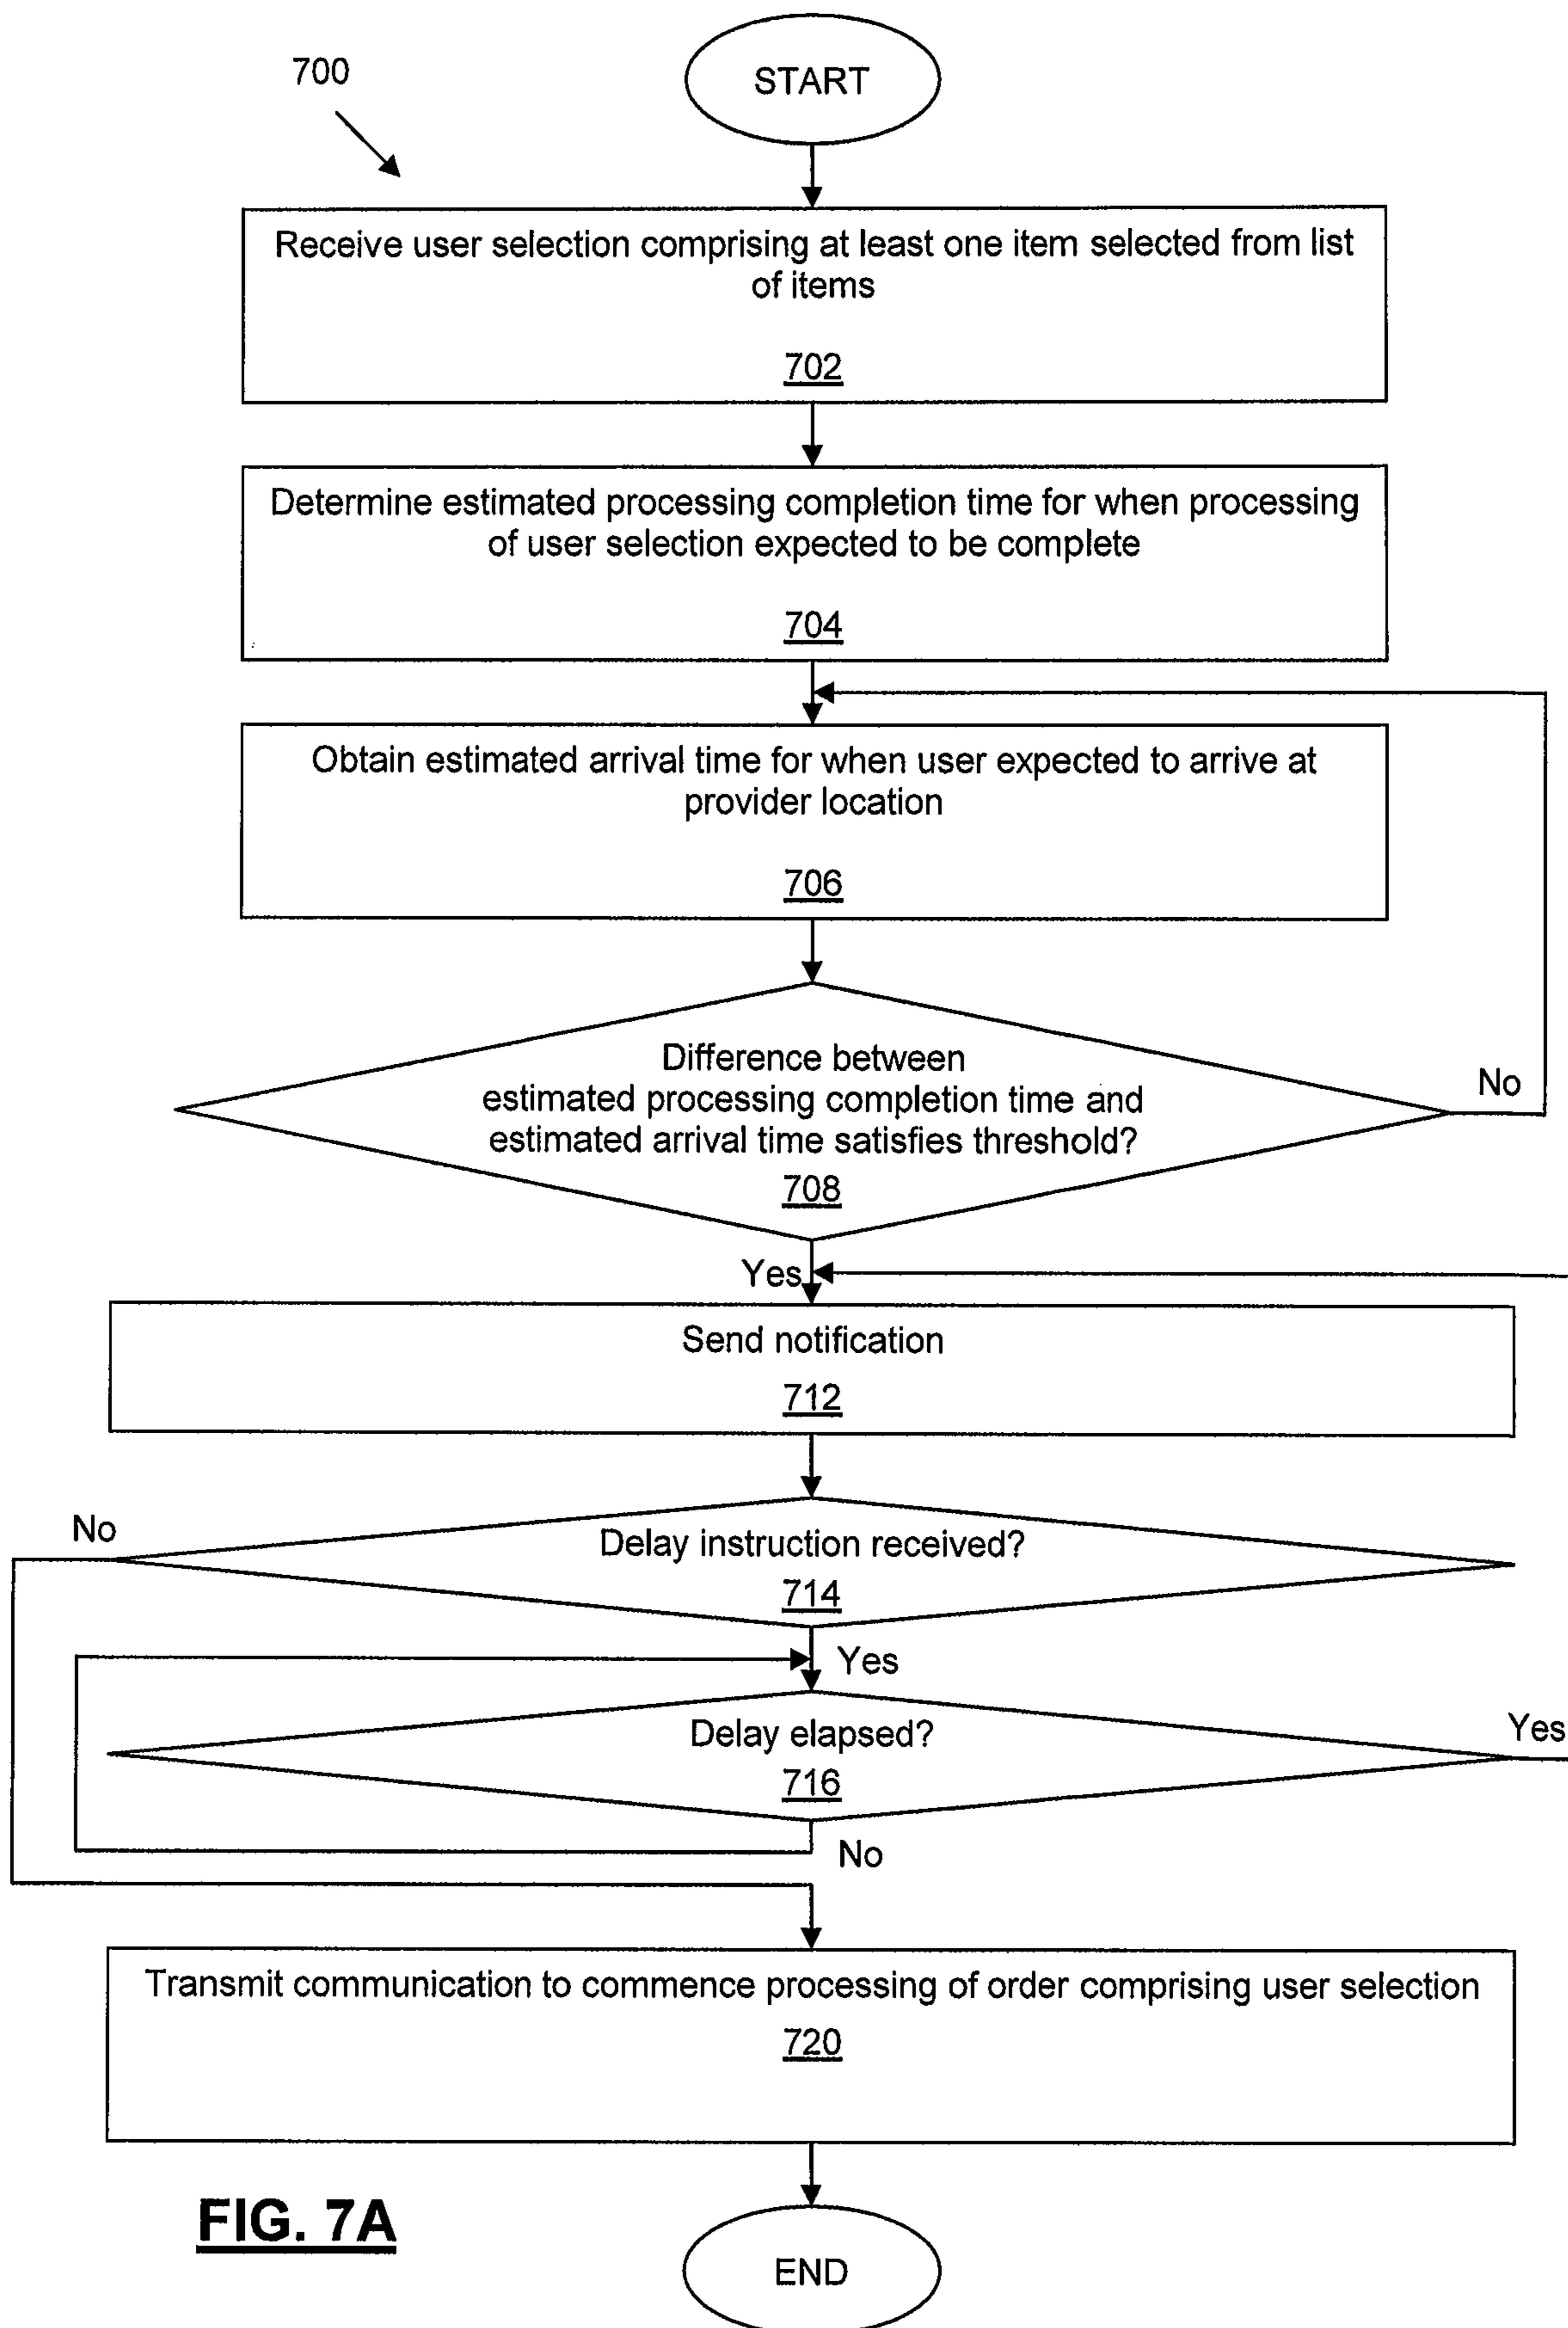 START
700
Receive user selection comprising at least one item selected from list
of items
702
Determine estimated processing completion time for when processing
of user selection expected to be complete
704
Obtain estimated arrival time for when user expected to arrive at
provider location
706
Difference between
estimated processing completion time and
estimated arrival time satisfies threshold?
708
No
Yes
Send notification
712
No
Delay instruction received?
714
Yes
Delay elapsed?
716
Yes
No
Transmit communication to commence processing of order comprising user selection
720
FIG. 7A
END